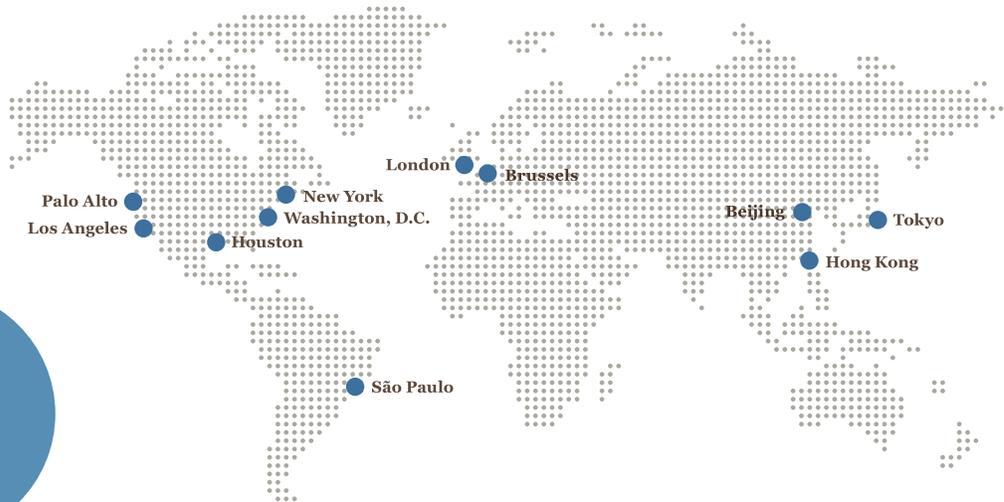 London
Brussels
Palo Alto
New York
Beijing
Washington, D.C.
Tokyo
Los Angeles
Houston
Hong Kong
São Paulo